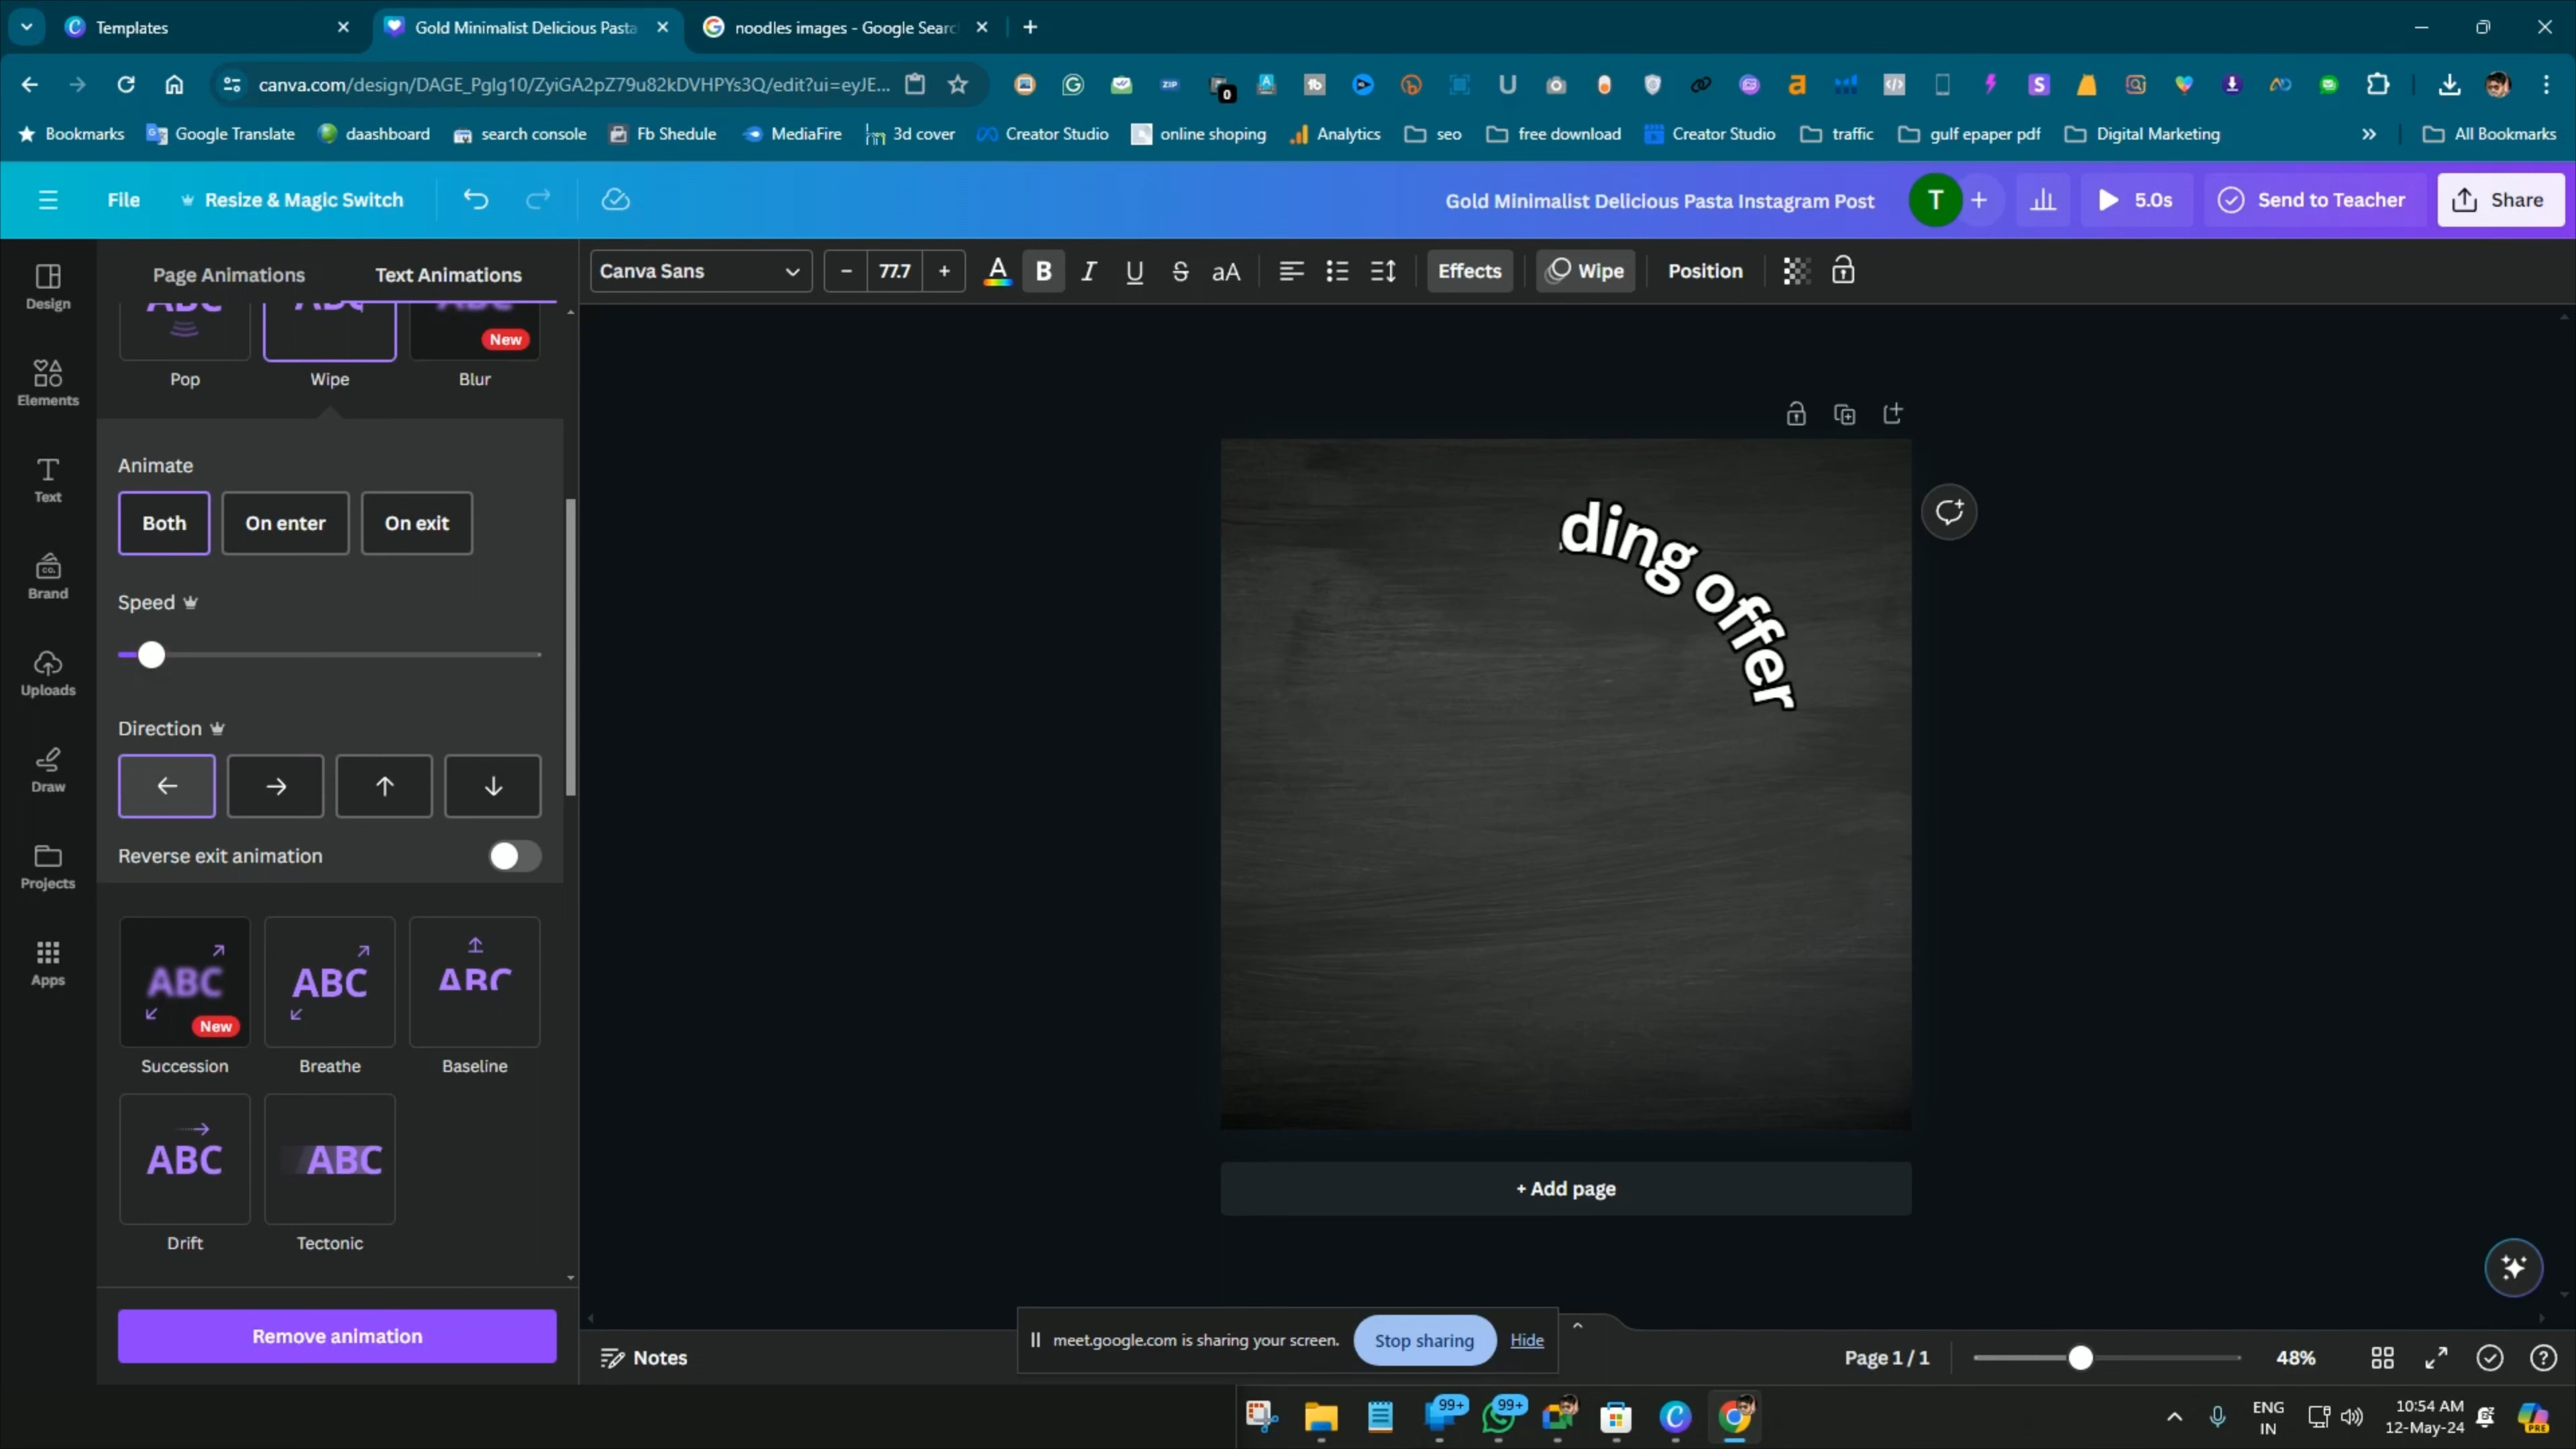 Templates
Gold Minimalist Delicious Pasta
noodles images - Google Searc
canva.com/design/DAGE_PgIg10/ZyiGA2pZ79u82kDVHPYs3Q/edit?ui=eyJE...
Bookmarks
Google Translate
daashboard
search console
Fb Shedule
MediaFire
3d cover
Creator Studio
online shoping
Analytics
seo
free download
Creator Studio
traffic
gulf epaper pdf
Digital Marketing
All Bookmarks
File
Resize & Magic Switch
Gold Minimalist Delicious Pasta Instagram Post
T
5.0s
Send to Teacher
Share
Design
Elements
Text
Brand
Uploads
Draw
Projects
Apps
Page Animations
Text Animations
Canva Sans
77.7
Effects
Wipe
Position
New
Pop
Wipe
Blur
Animate
Both
On enter
On exit
Speed
Direction
Reverse exit animation
ABC
New
ABC
ABC
Succession
Breathe
Baseline
ABC
ABC
Drift
Tectonic
Remove animation
ding offer
+ Add page
Notes
meet.google.com is sharing your screen.
Stop sharing
Hide
Page 1 / 1
48%
99+
99+
ENG
IN
10:54 AM
12-May-24